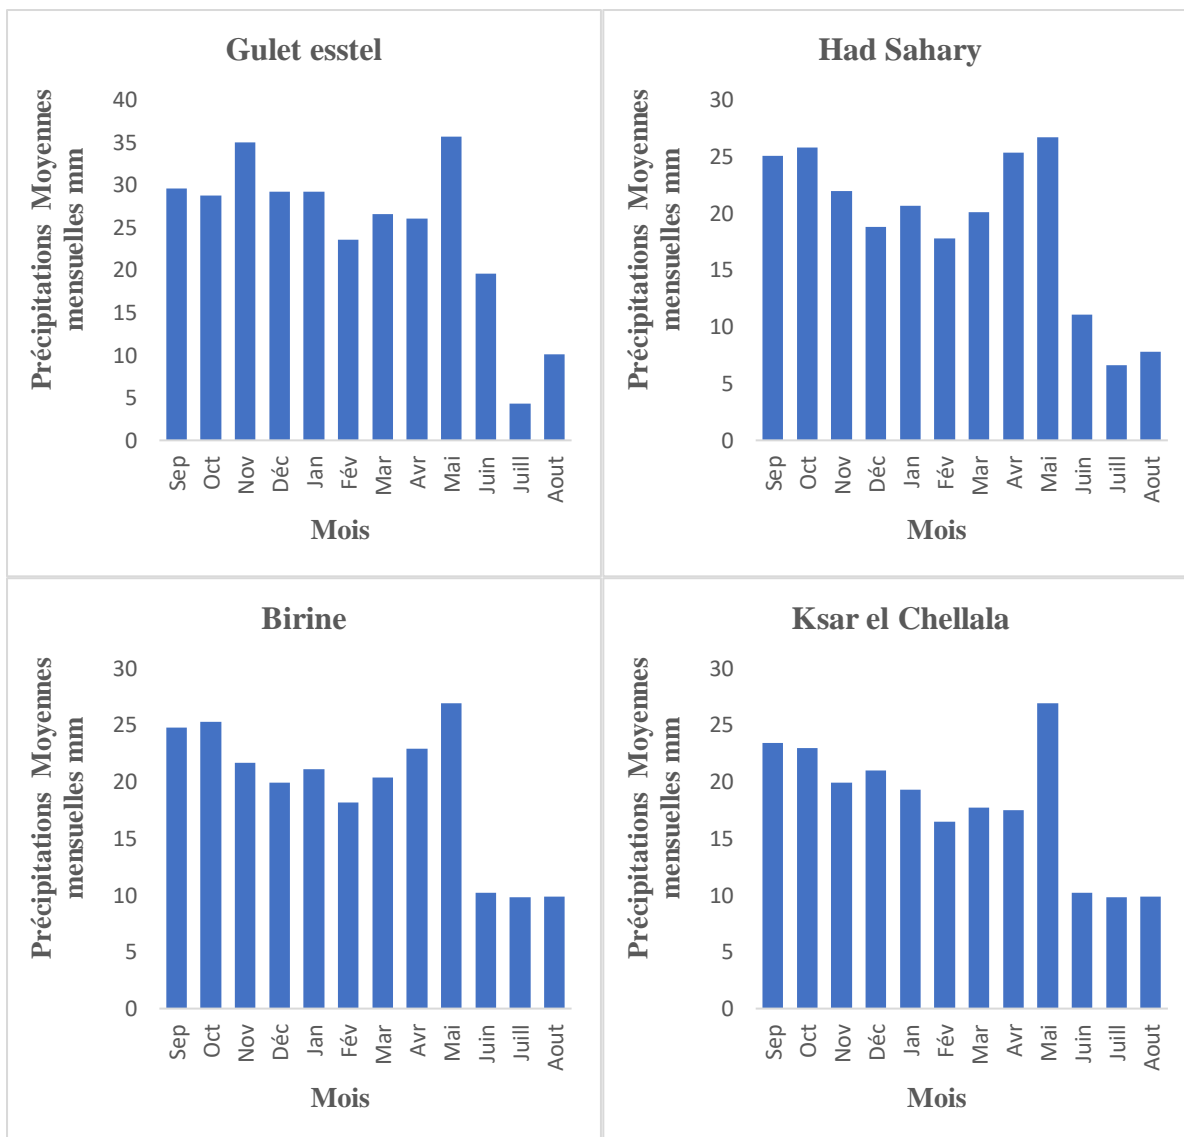 Gulet esstel
Précipitations Moyennes
mensuelles mm
40
35
30
25
20
15
10
5
0
Sep Oct Nov Déc Jan Fév Mar Avr Mai Juin Juill Aout
Mois
Had Sahary
Précipitations Moyennes
mensuelles mm
30
25
20
15
10
5
0
Sep Oct Nov Déc Jan Fév Mar Avr Mai Juin Juill Aout
Mois
Birine
Précipitations Moyennes
mensuelles mm
30
25
20
15
10
5
0
Sep Oct Nov Déc Jan Fév Mar Avr Mai Juin Juill Aout
Mois
Ksar el Chellala
Précipitations Moyennes
mensuelles mm
30
25
20
15
10
5
0
Sep Oct Nov Déc Jan Fév Mar Avr Mai Juin Juill Aout
Mois